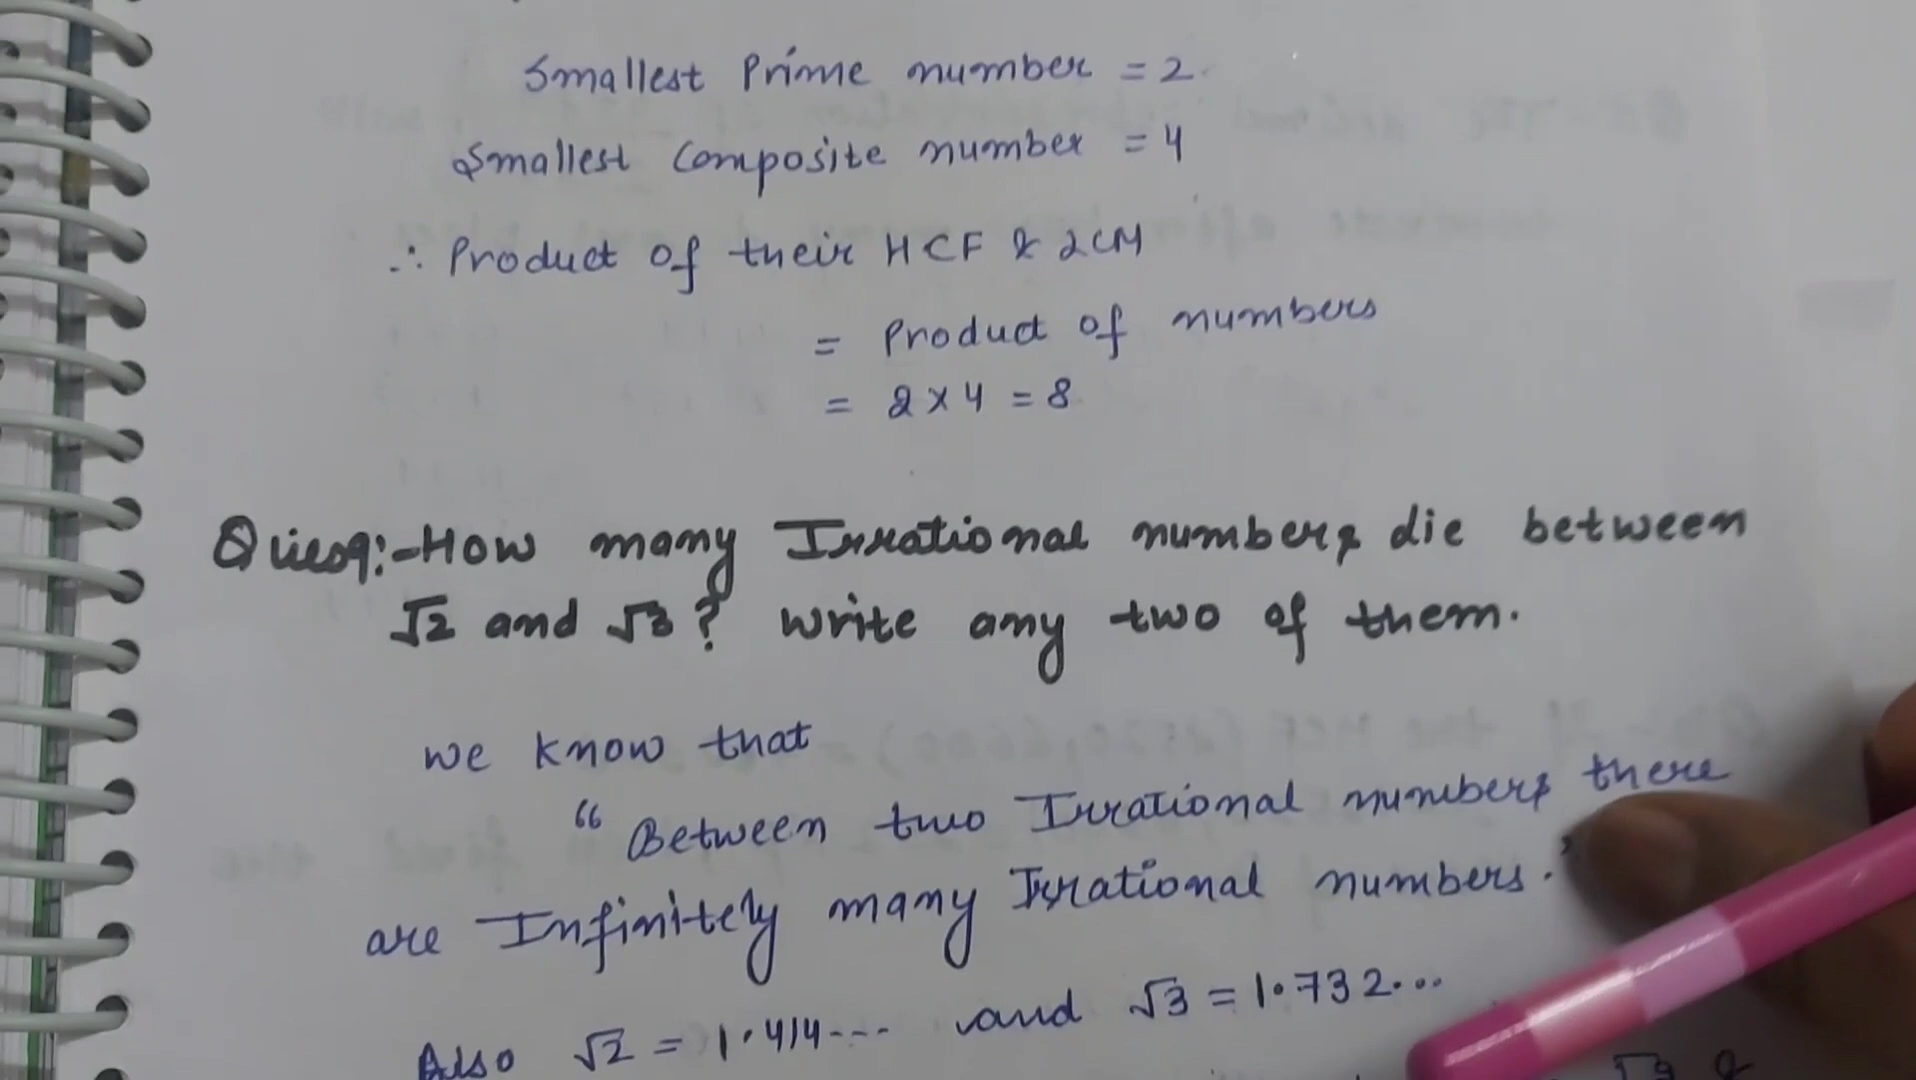 Smallest Prime number = 2
Smallest Composite number = 4
∴ Product of their HCF & LCM
= Product of numbers
= 2 × 4 = 8
Ques9:- How many Irrational numbers lie between
√2 and √3? Write any two of them.
we know that
“ Between two Irrational numbers there
are Infinitely many Irrational numbers.”
Also √2 = 1.414--- and √3 = 1.732...